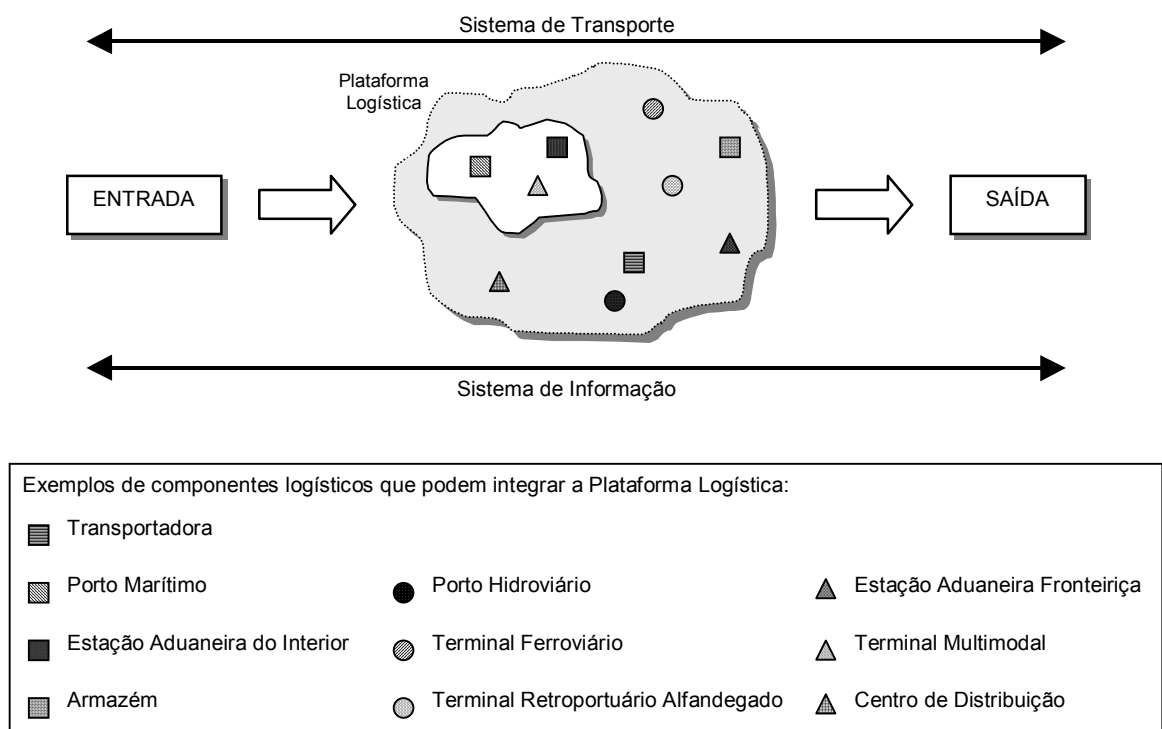 Sistema de Transporte
Plataforma
Logística
ENTRADA
SAÍDA
Sistema de Informação
Exemplos de componentes logísticos que podem integrar a Plataforma Logística:
Transportadora
Porto Marítimo
Porto Hidroviário
Estação Aduaneira Fronteiriça
Estação Aduaneira do Interior
Terminal Ferroviário
Terminal Multimodal
Armazém
Terminal Retroportuário Alfandegado
Centro de Distribuição